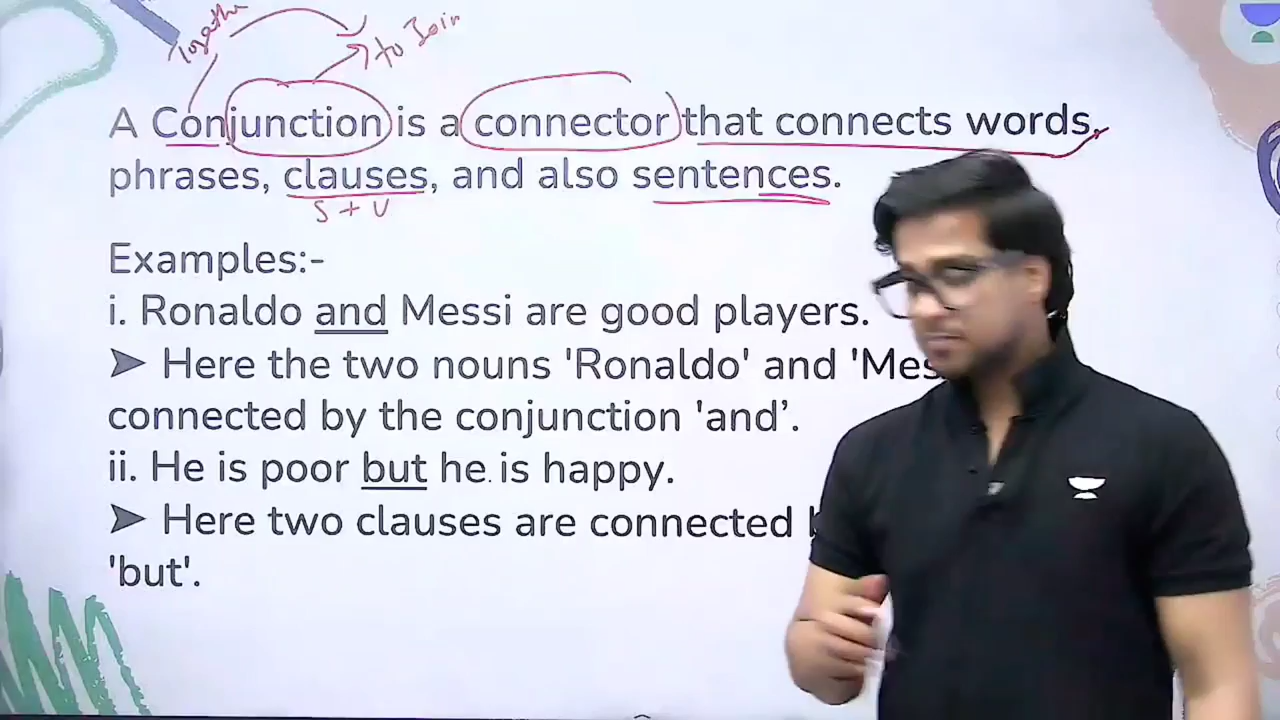 Together
to Join
A Conjunction is a connector that connects words,
phrases, clauses, and also sentences.
S + V
Examples:-
i. Ronaldo and Messi are good players.
➤ Here the two nouns 'Ronaldo' and 'Mes
connected by the conjunction 'and’.
ii. He is poor but he is happy.
➤ Here two clauses are connected
'but'.